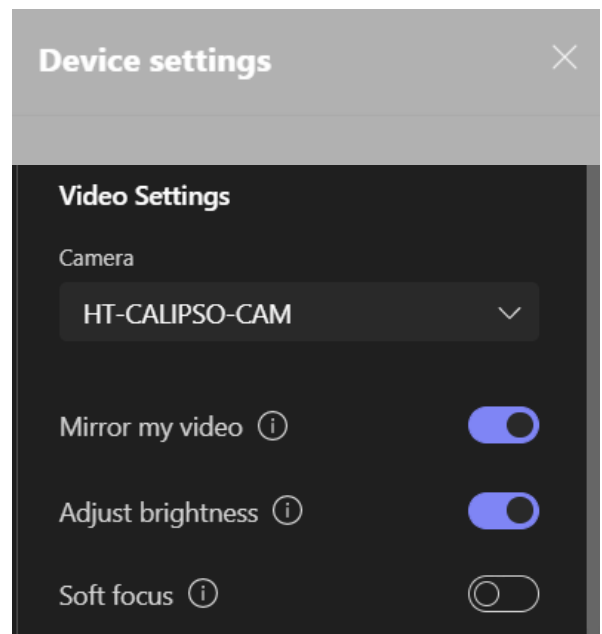 Device settings
Video Settings
Camera
HT-CALIPSO-CAM
Mirror my video
Adjust brightness
Soft focus